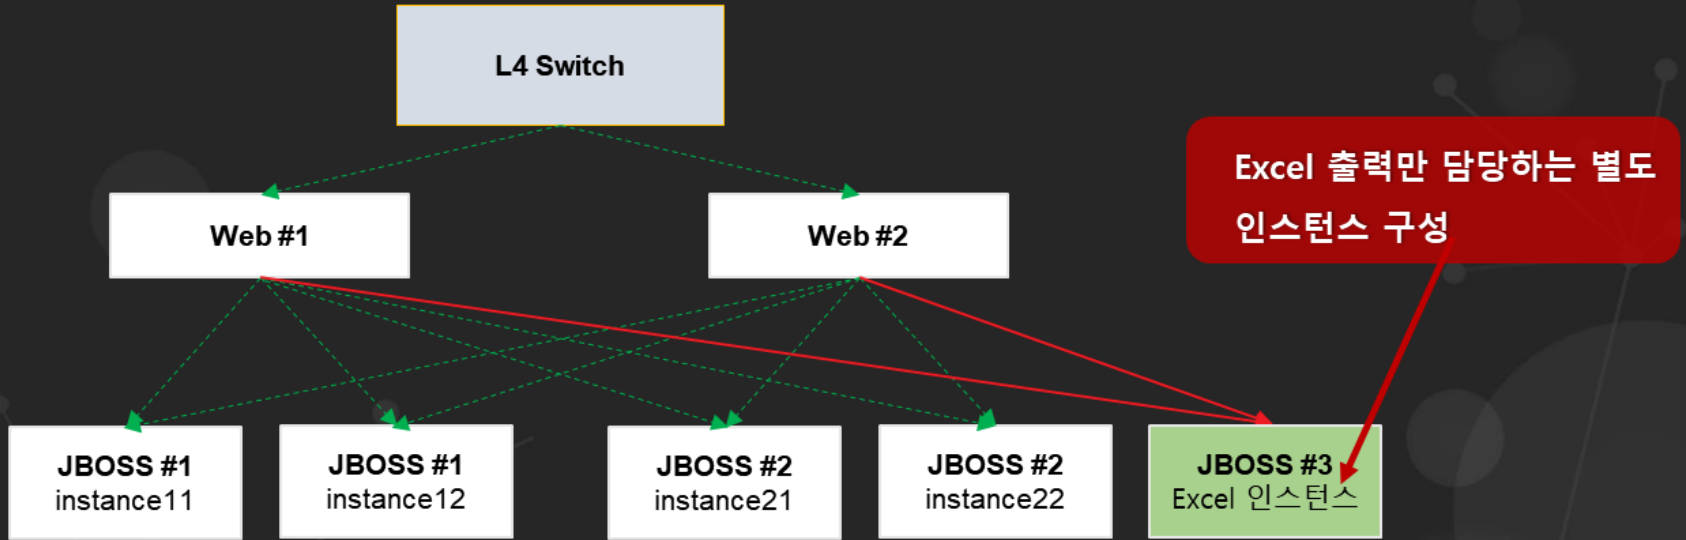 L4 Switch
Excel 출력만 담당하는 별도
인스턴스 구성
Web #1
Web #2
JBOSS #1
instance11
JBOSS #1
instance12
JBOSS #2
instance21
JBOSS #2
instance22
JBOSS #3
Excel 인스턴스